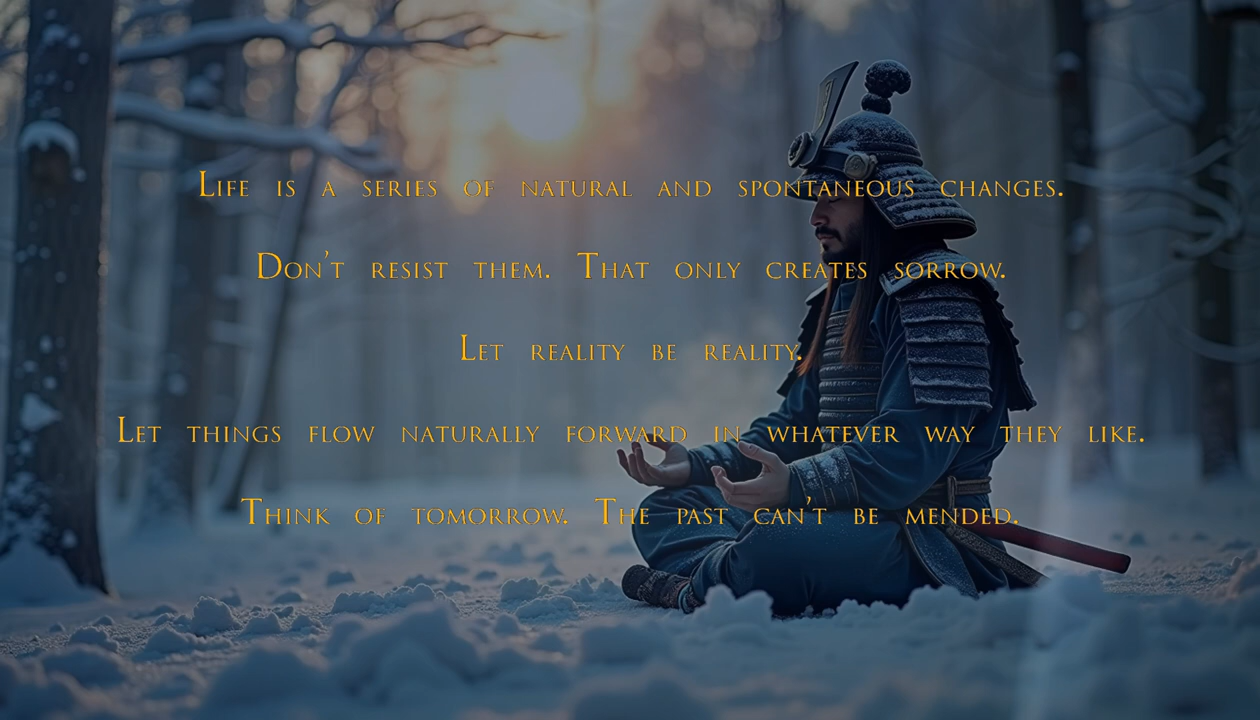 Life is a series of natural and spontaneous changes.
Don't resist them. That only creates sorrow.
Let reality be reality.
Let things flow naturally forward in whatever way they like.
Think of tomorrow. The past can't be mended.